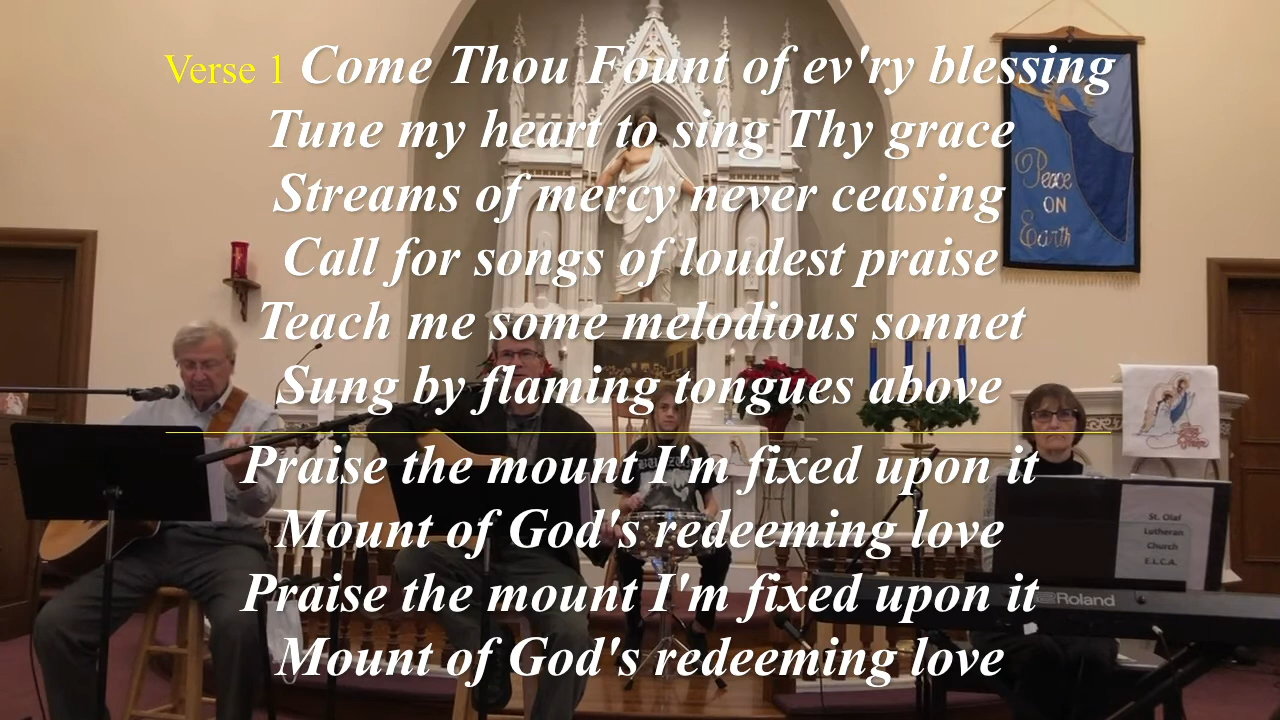 Verse 1 Come Thou Fount of ev'ry blessing
Tune my heart to sing Thy grace
Streams of mercy never ceasing
Call for songs of loudest praise
Teach me some melodious sonnet
Sung by flaming tongues above
Praise the mount I'm fixed upon it
Mount of God's redeeming love
Praise the mount I'm fixed upon it
Mount of God's redeeming love
Peace
ON
Earth
St. Olaf
Lutheran
Church
E.L.C.A.
Roland